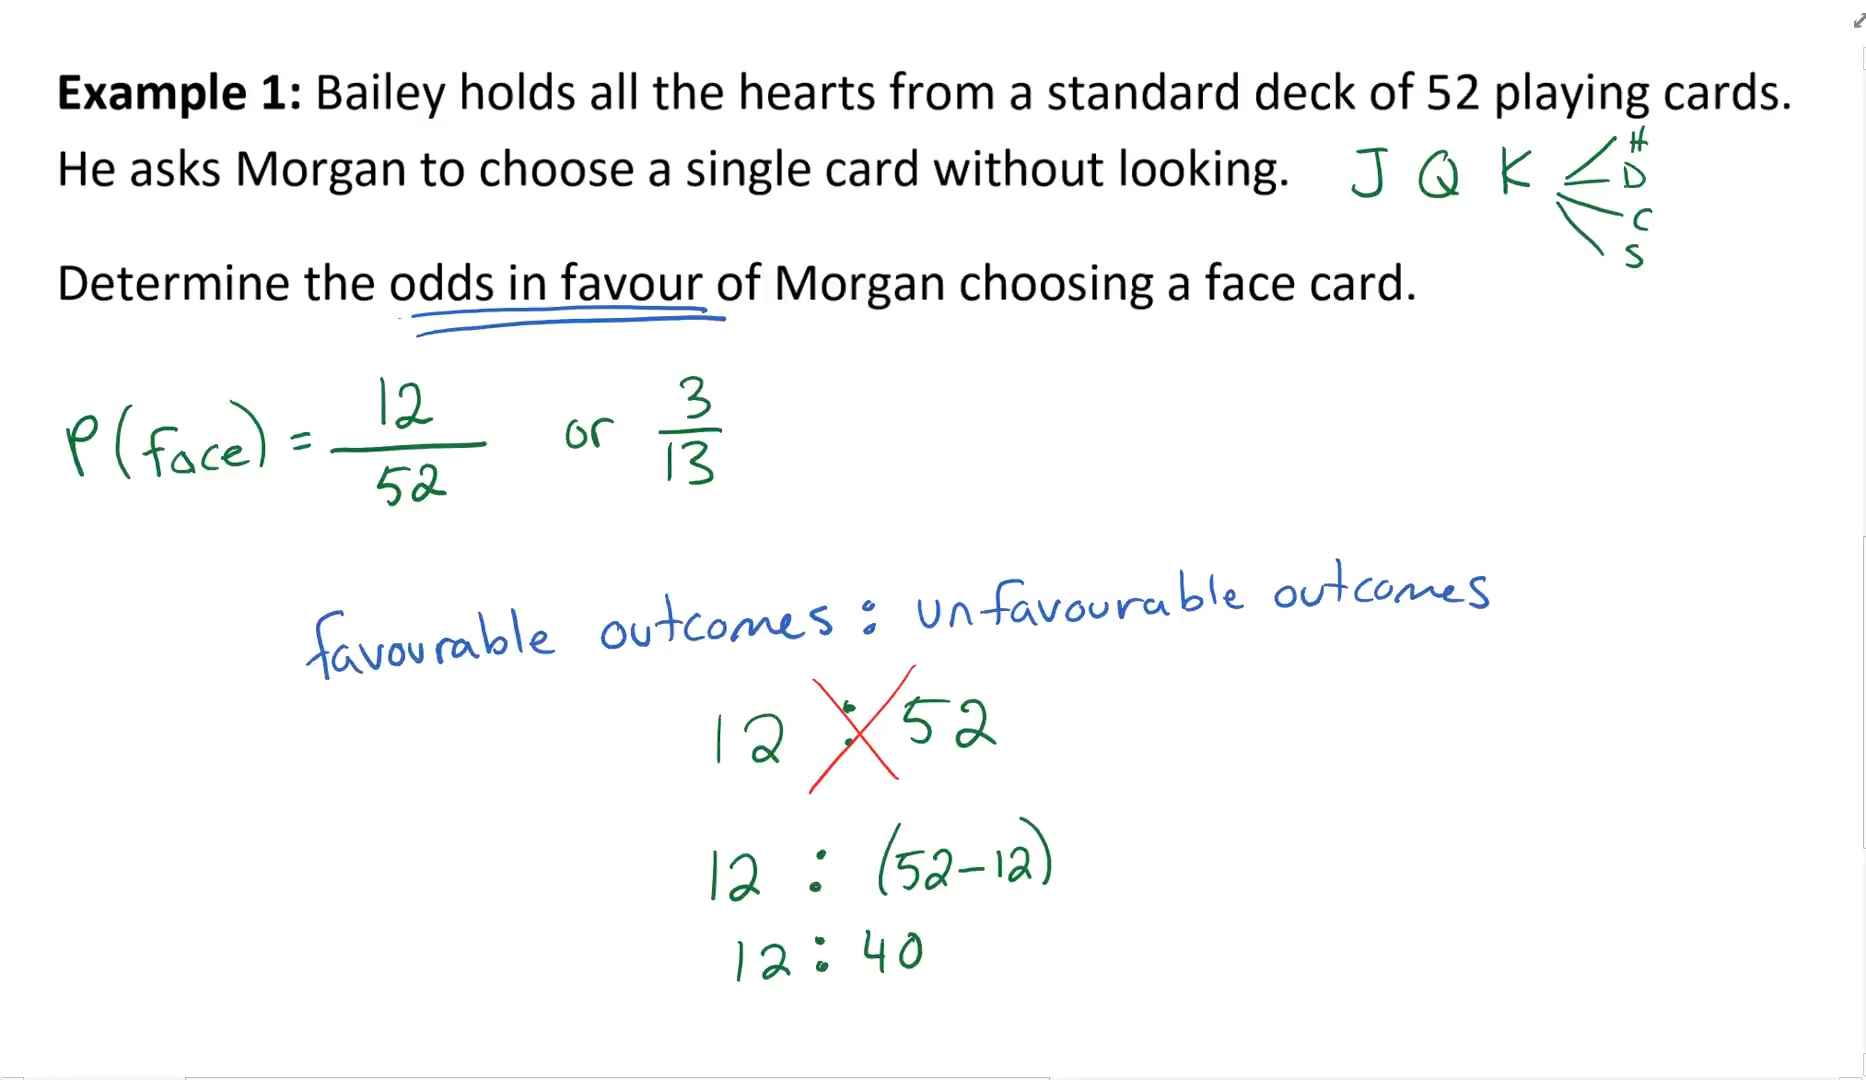 Example 1: Bailey holds all the hearts from a standard deck of 52 playing cards.
He asks Morgan to choose a single card without looking. J Q K H
D
C
S
Determine the odds in favour of Morgan choosing a face card.
P(face) = 12/52 or 3/13
favourable outcomes : unfavourable outcomes
12 : 52
12 : (52-12)
12 : 40